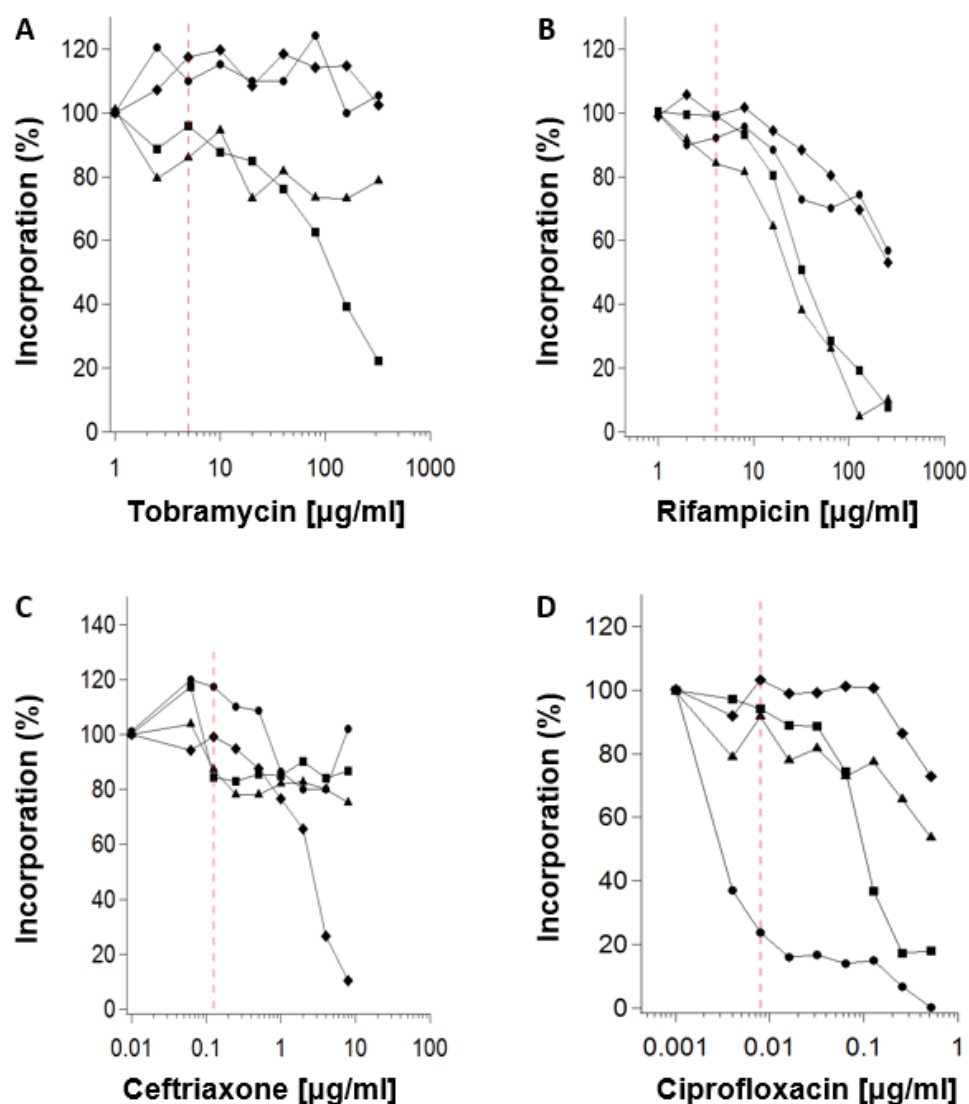 A
Incorporation (%)
120
100
80
60
40
20
0
1 10 100 1000
Tobramycin [µg/ml]
B
Incorporation (%)
120
100
80
60
40
20
0
1 10 100 1000
Rifampicin [µg/ml]
C
Incorporation (%)
140
120
100
80
60
40
20
0
0.01 0.1 1 10 100
Ceftriaxone [µg/ml]
D
Incorporation (%)
120
100
80
60
40
20
0
0.001 0.01 0.1 1
Ciprofloxacin [µg/ml]